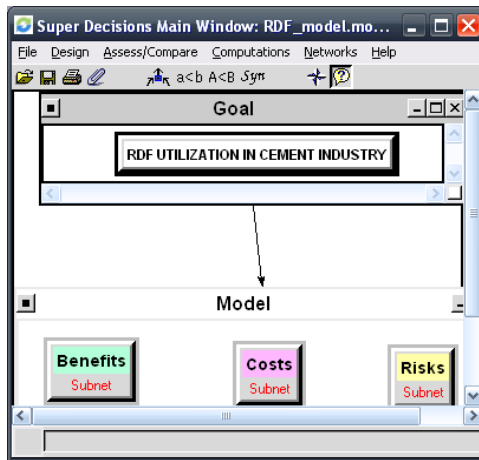 Super Decisions Main Window: RDF_model.mo...
File Design Assess/Compare Computations Networks Help
a<b A<B Syn
Goal
RDF UTILIZATION IN CEMENT INDUSTRY
Model
Benefits Costs Risks
Subnet Subnet Subnet